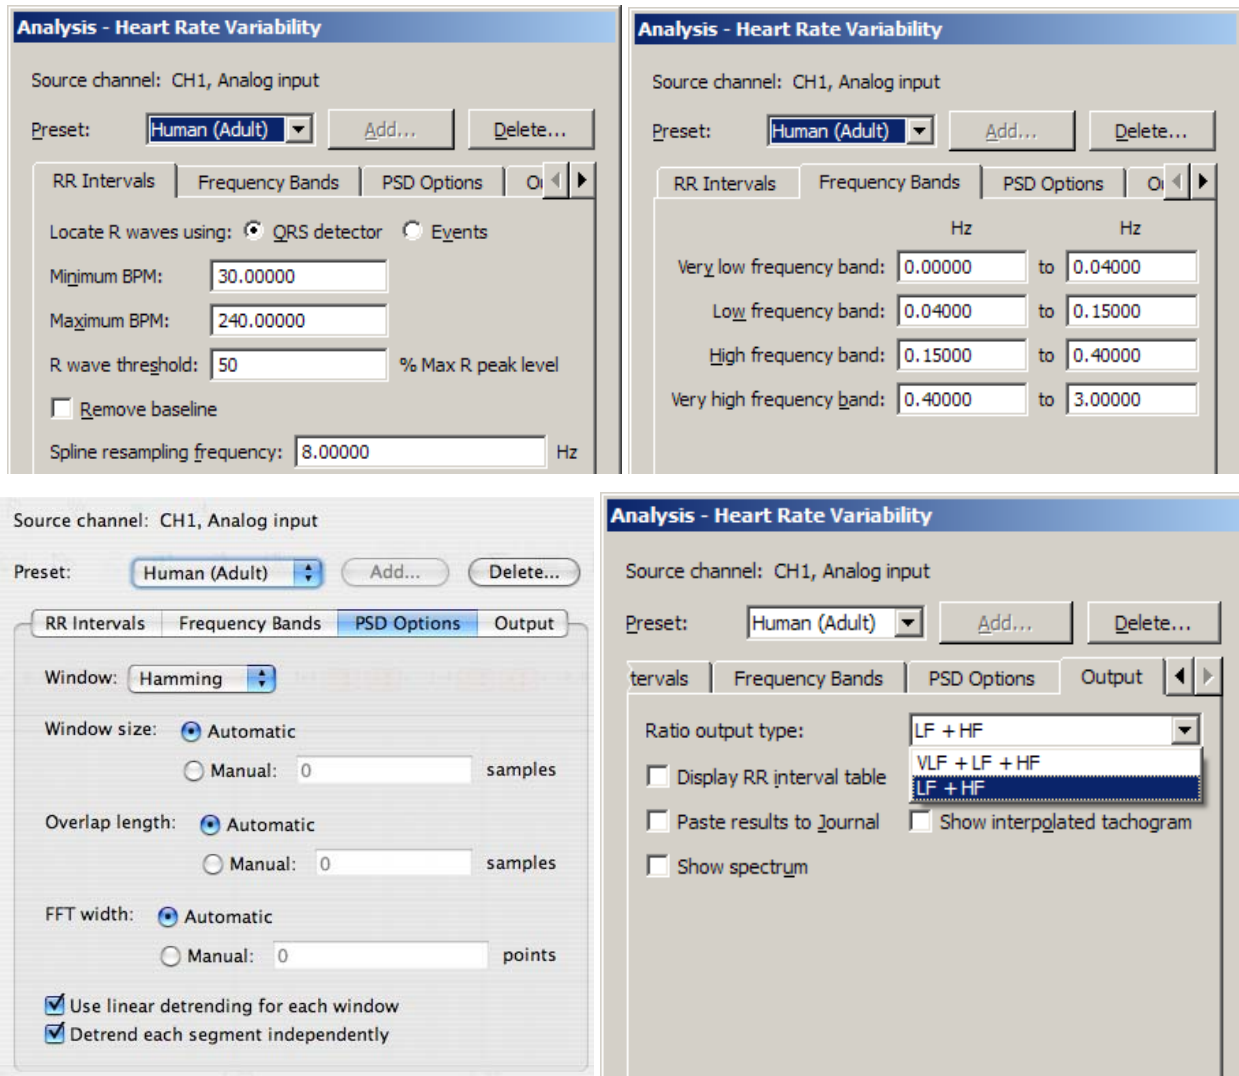 Analysis - Heart Rate Variability
Source channel: CH1, Analog input
Preset: Human (Adult) Add... Delete...
RR Intervals Frequency Bands PSD Options
Locate R waves using: QRS detector Events
Minimum BPM: 30.00000
Maximum BPM: 240.00000
R wave threshold: 50 % Max R peak level
Remove baseline
Spline resampling frequency: 8.00000 Hz
Analysis - Heart Rate Variability
Source channel: CH1, Analog input
Preset: Human (Adult) Add... Delete...
RR Intervals Frequency Bands PSD Options
Hz Hz
Very low frequency band: 0.00000 to 0.04000
Low frequency band: 0.04000 to 0.15000
High frequency band: 0.15000 to 0.40000
Very high frequency band: 0.40000 to 3.00000
Source channel: CH1, Analog input
Preset: Human (Adult) Add... Delete...
RR Intervals Frequency Bands PSD Options Output
Window: Hamming
Window size: Automatic
Manual: 0 samples
Overlap length: Automatic
Manual: 0 samples
FFT width: Automatic
Manual: 0 points
Use linear detrending for each window
Detrend each segment independently
Analysis - Heart Rate Variability
Source channel: CH1, Analog input
Preset: Human (Adult) Add... Delete...
tervals Frequency Bands PSD Options Output
Ratio output type: LF + HF
VLF + LF + HF
Display RR interval table LF + HF
Paste results to Journal Show interpolated tachogram
Show spectrum